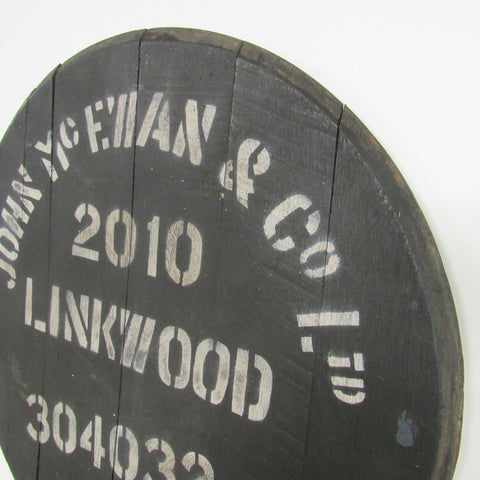 JOHN McEWAN & Co LTD
2010
LINKWOOD
304032